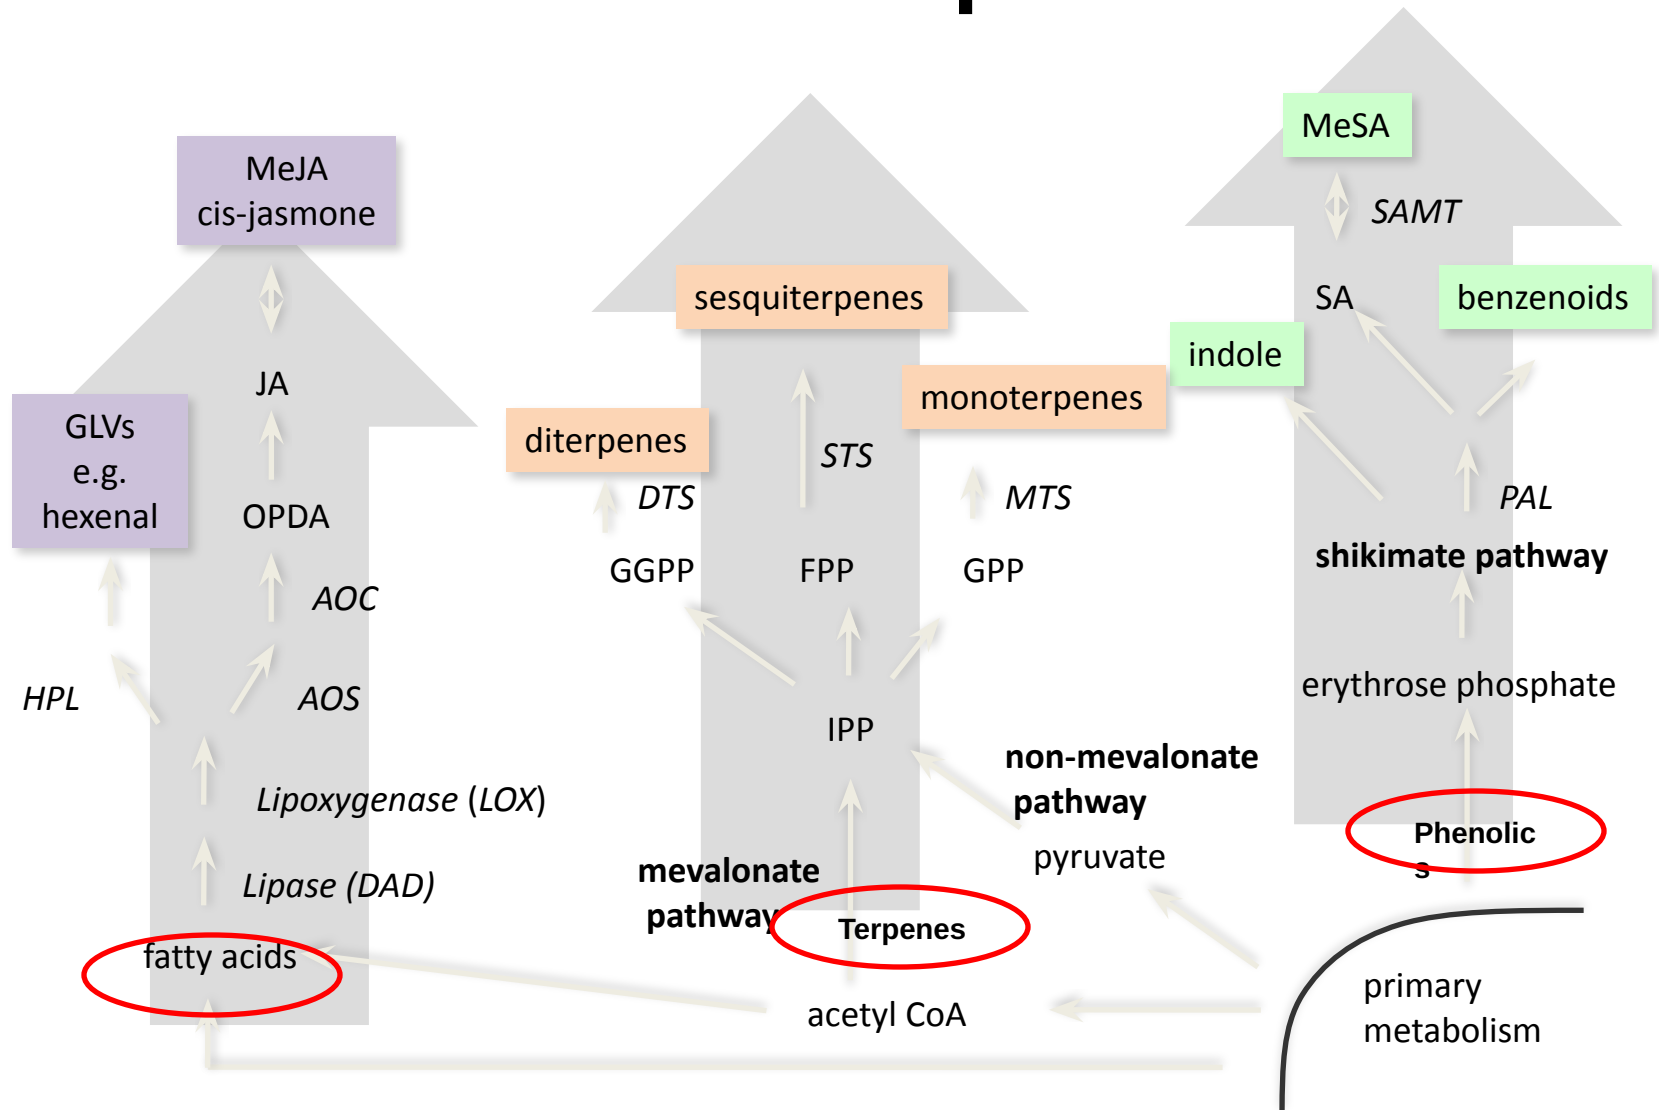 MeJA
cis-jasmone
JA
GLVs
e.g.
hexenal
OPDA
AOC
HPL
AOS
Lipoxygenase (LOX)
Lipase (DAD)
fatty acids
sesquiterpenes
diterpenes
monoterpenes
STS
DTS
MTS
GGPP
FPP
GPP
IPP
non-mevalonate
pathway
pyruvate
mevalonate
pathway
Terpenes
acetyl CoA
MeSA
SAMT
SA
benzenoids
indole
PAL
shikimate pathway
erythrose phosphate
Phenolic
s
primary
metabolism